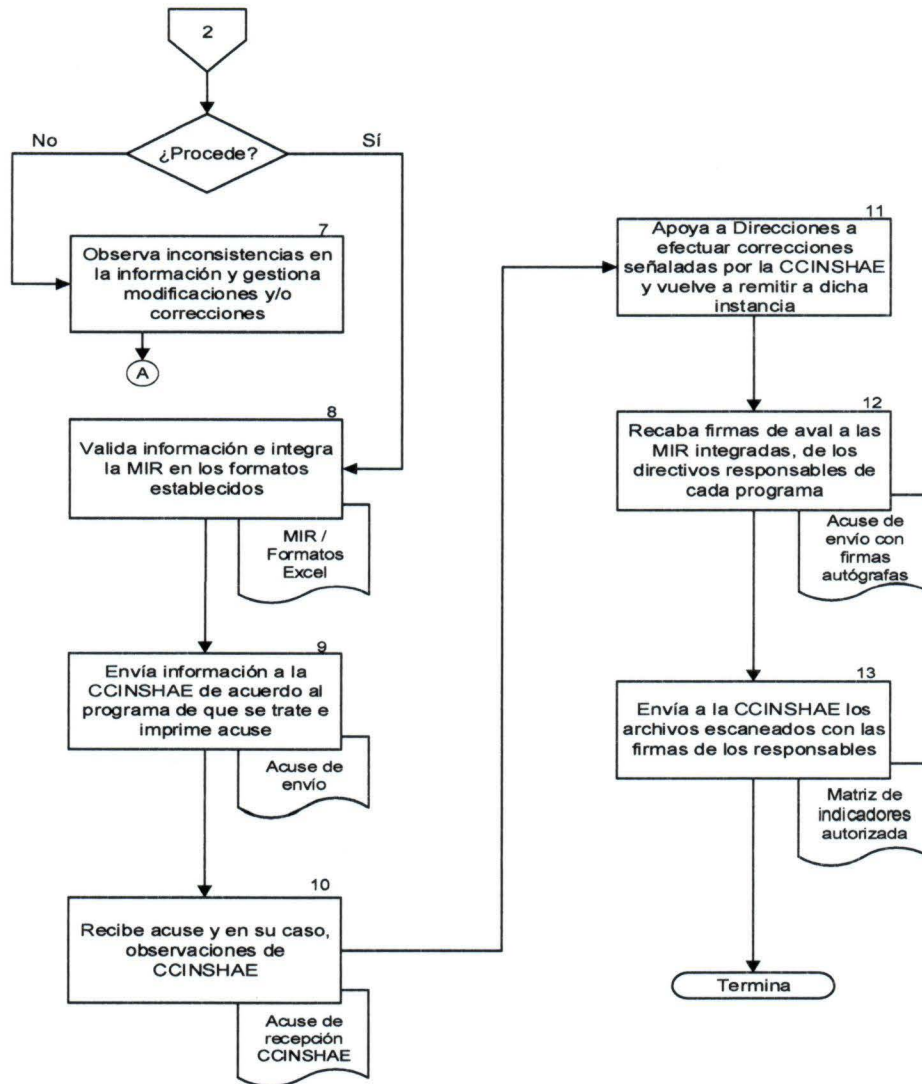 2
No
¿Procede?
Sí
7
Observa inconsistencias en
la información y gestiona
modificaciones y/o
correcciones
A
8
Valida información e integra
la MIR en los formatos
establecidos
MIR /
Formatos
Excel
9
Envía información a la
CCINSHAE de acuerdo al
programa de que se trate e
imprime acuse
Acuse de
envío
10
Recibe acuse y en su caso,
observaciones de
CCINSHAE
Acuse de
recepción
CCINSHAE
11
Apoya a Direcciones a
efectuar correcciones
señaladas por la CCINSHAE
y vuelve a remitir a dicha
instancia
12
Recaba firmas de aval a las
MIR integradas, de los
directivos responsables de
cada programa
Acuse de
envío con
firmas
autógrafas
13
Envía a la CCINSHAE los
archivos escaneados con las
firmas de los responsables
Matriz de
indicadores
autorizada
Termina